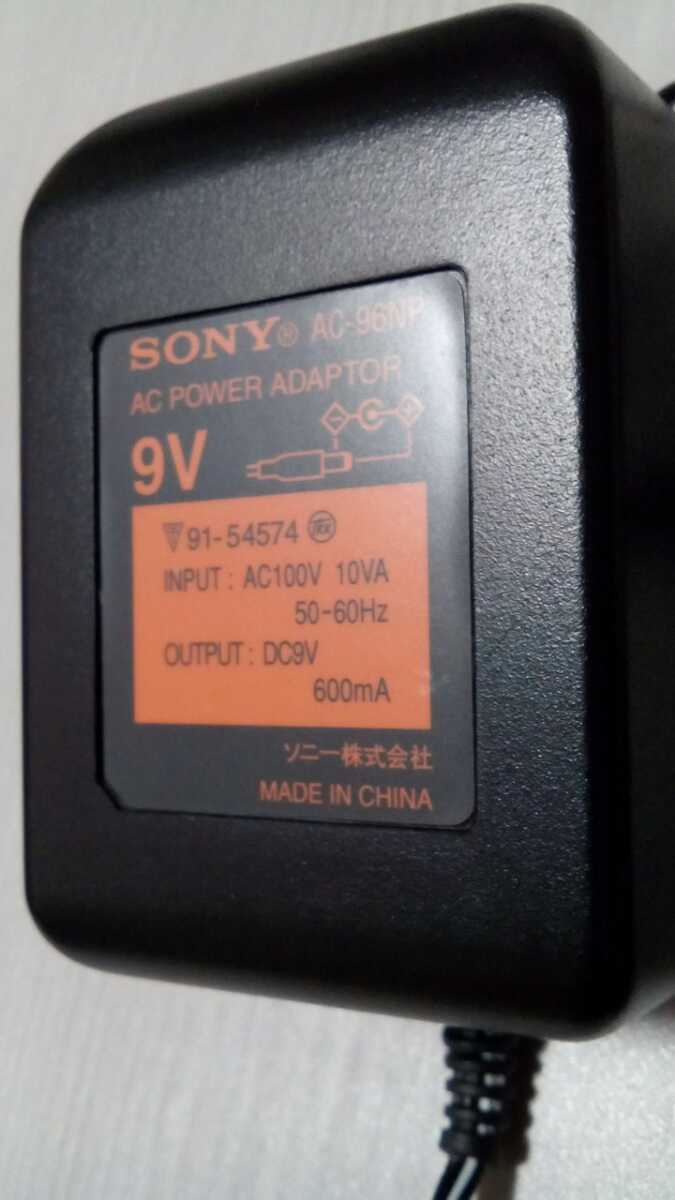 SONY® AC-96NP
AC POWER ADAPTOR
9V
91-54574
INPUT : AC100V 10VA
50-60Hz
OUTPUT : DC9V
600mA
ソニー株式会社
MADE IN CHINA